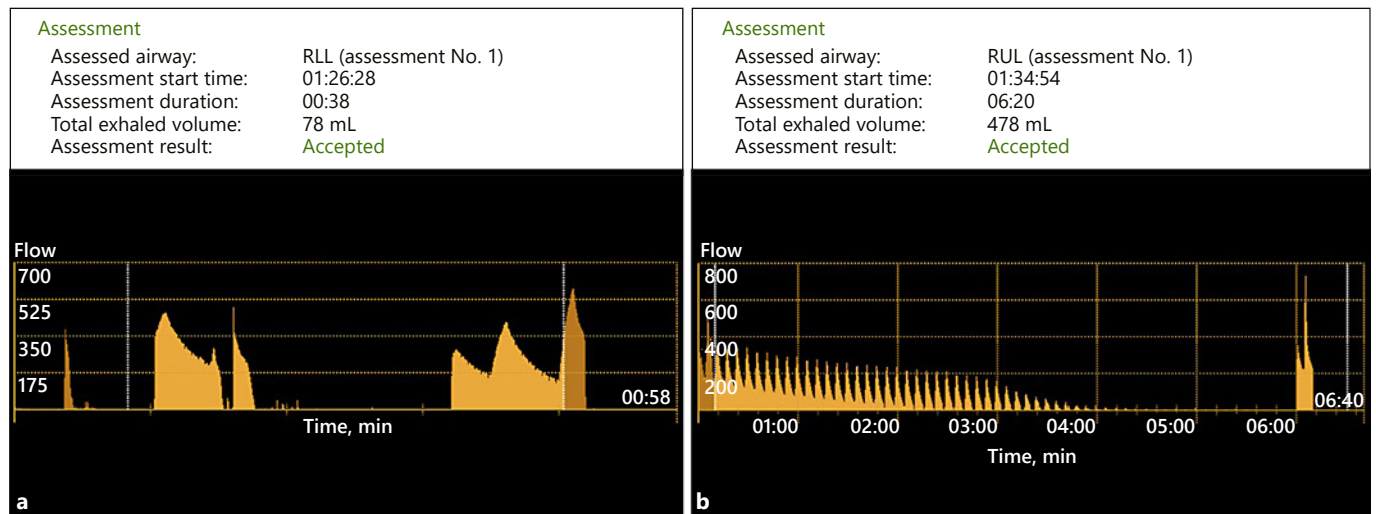 Assessment
Assessed airway: RLL (assessment No. 1)
Assessment start time: 01:26:28
Assessment duration: 00:38
Total exhaled volume: 78 mL
Assessment result: Accepted
Flow
700
525
350
175
00:58
Time, min
a
Assessment
Assessed airway: RUL (assessment No. 1)
Assessment start time: 01:34:54
Assessment duration: 06:20
Total exhaled volume: 478 mL
Assessment result: Accepted
Flow
800
600
400
200
06:40
01:00 02:00 03:00 04:00 05:00 06:00
Time, min
b